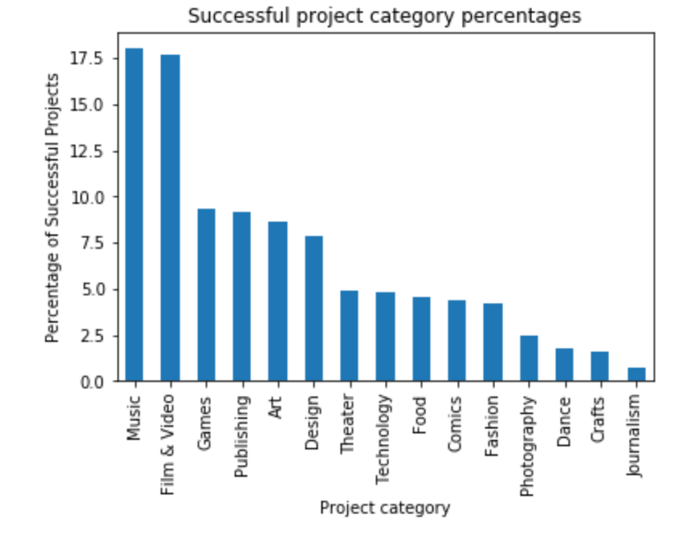 Successful project category percentages
Percentage of Successful Projects
17.5
15.0
12.5
10.0
7.5
5.0
2.5
0.0
Music
Film & Video
Games
Publishing
Art
Design
Theater
Technology
Food
Comics
Fashion
Photography
Dance
Crafts
Journalism
Project category